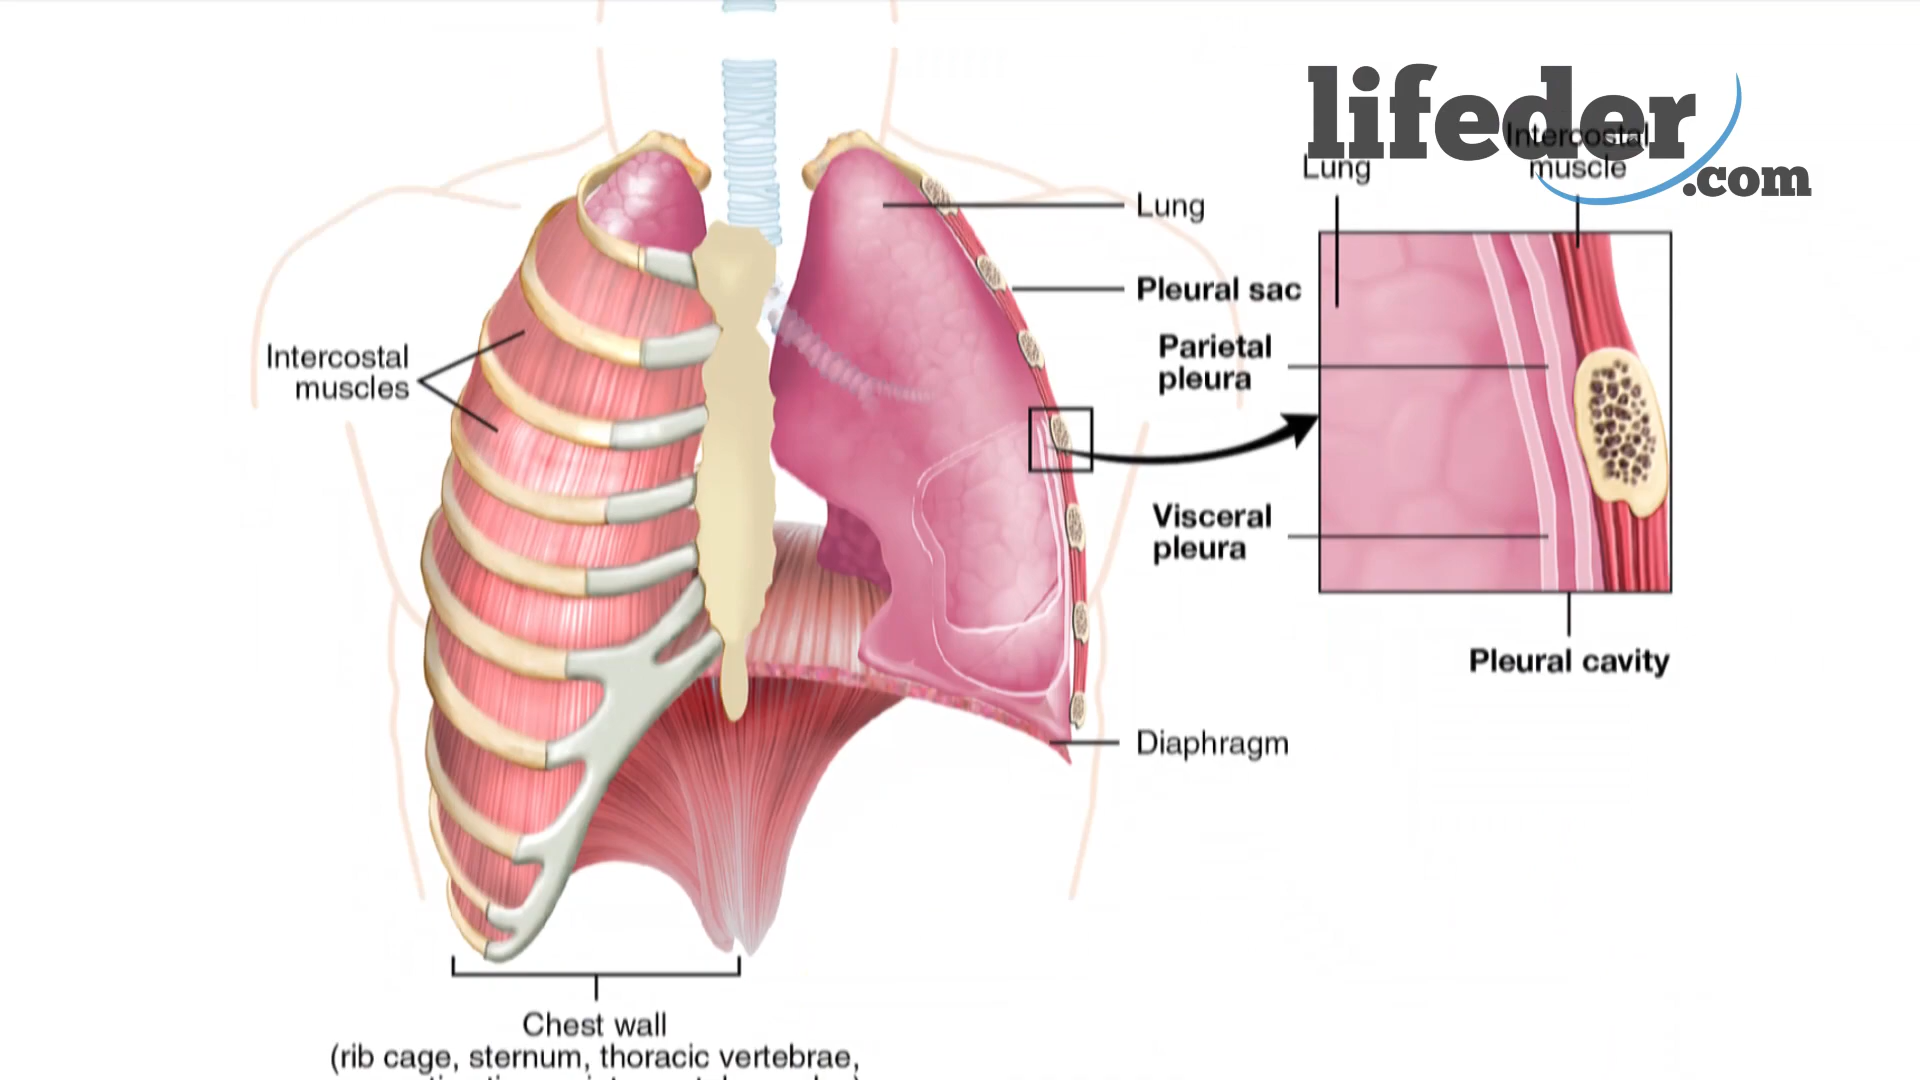 lifeder
.com
Lung
Intercostal
muscle
Lung
Pleural sac
Parietal
pleura
Intercostal
muscles
Visceral
pleura
Pleural cavity
Diaphragm
Chest wall
(rib cage, sternum, thoracic vertebrae,